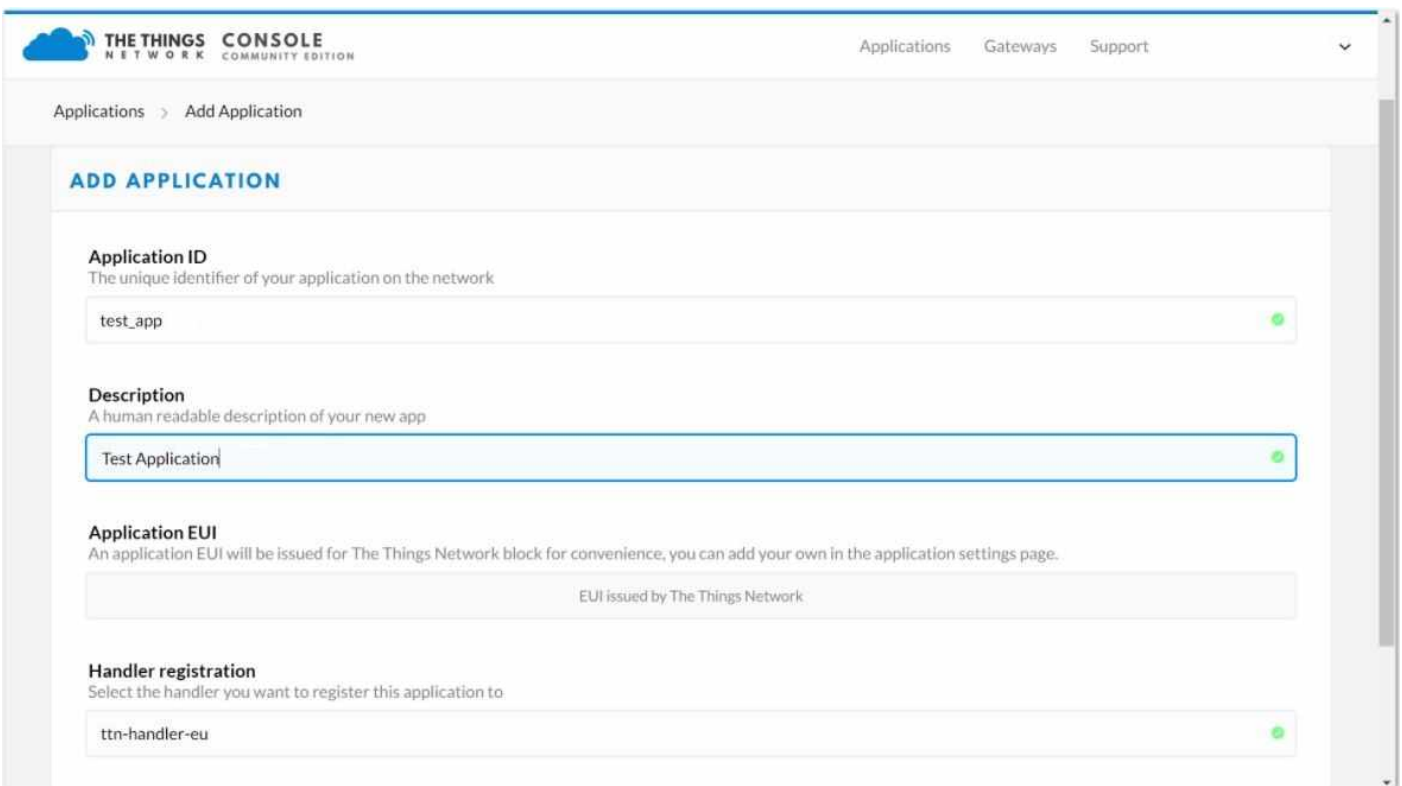 THE THINGS CONSOLE
NETWORK COMMUNITY EDITION
Applications Gateways Support
Applications > Add Application
ADD APPLICATION
Application ID
The unique identifier of your application on the network
test_app
Description
A human readable description of your new app
Test Application
Application EUI
An application EUI will be issued for The Things Network block for convenience, you can add your own in the application settings page.
EUI issued by The Things Network
Handler registration
Select the handler you want to register this application to
ttn-handler-eu